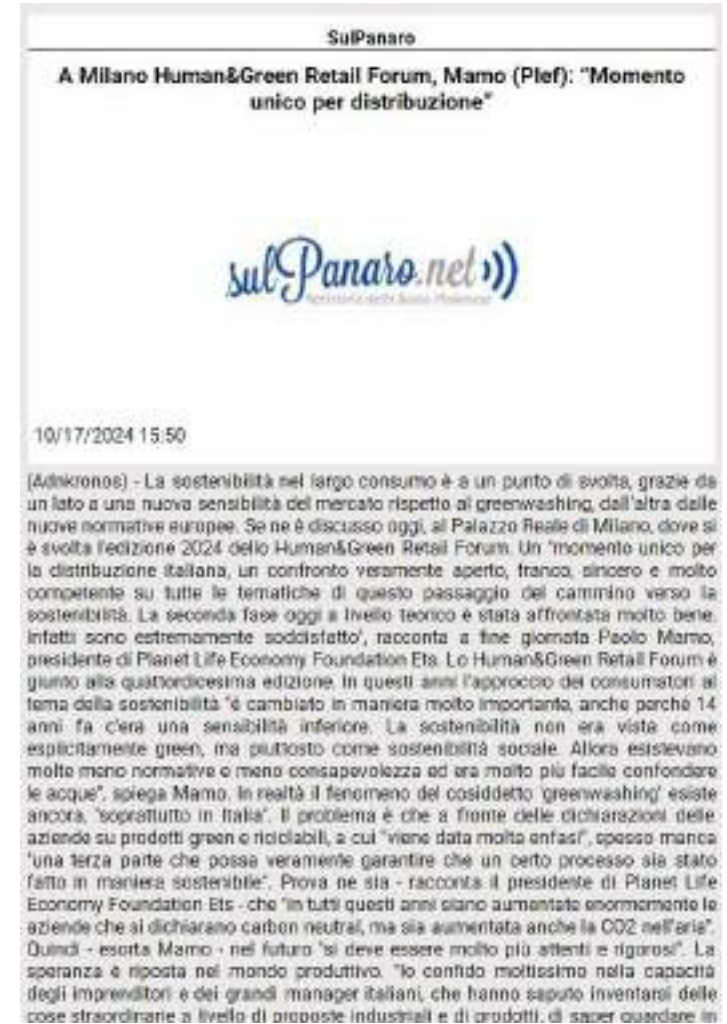 SulPanaro
A Milano Human&Green Retail Forum, Mamo (Plef): "Momento
unico per distribuzione"
sulPanaro.net
10/17/2024 15:50
(Adnkronos) - La sostenibilità nel largo consumo è a un punto di svolta, grazie da
un lato a una nuova sensibilità del mercato rispetto al greenwashing, dall'altra dalle
nuove normative europee. Se ne è discusso oggi, al Palazzo Reale di Milano, dove si
è svolta l'edizione 2024 dello Human&Green Retail Forum. Un "momento unico per
la distribuzione italiana, un confronto veramente aperto, franco, sincero e molto
competente su tutte le tematiche di questo passaggio del cammino verso la
sostenibilità. La seconda fase oggi a livello teorico è stata affrontata molto bene.
Infatti sono estremamente soddisfatto", racconta a fine giornata Paolo Mamo,
presidente di Planet Life Economy Foundation Ets. Lo Human&Green Retail Forum è
giunto alla quattordicesima edizione. In questi anni l'approccio dei consumatori al
tema della sostenibilità "è cambiato in maniera molto importante, anche perché 14
anni fa c'era una sensibilità inferiore. La sostenibilità non era vista come
esplicitamente green, ma piuttosto come sostenibilità sociale. Allora esistevano
molte meno normative e meno consapevolezza ed era molto più facile confondere
le acque", spiega Mamo. In realtà il fenomeno del cosiddetto 'greenwashing' esiste
ancora, "soprattutto in Italia". Il problema è che a fronte delle dichiarazioni delle
aziende su prodotti green e riciclabili, a cui "viene data molta enfasi", spesso manca
"una terza parte che possa veramente garantire che un certo processo sia stato
fatto in maniera sostenibile". Prova ne sia - racconta il presidente di Planet Life
Economy Foundation Ets - che "in tutti questi anni siano aumentate enormemente le
aziende che si dichiarano carbon neutral, ma sia aumentata anche la CO2 nell'aria".
Quindi - esorta Mamo - nel futuro "si deve essere molto più attenti e rigorosi". La
speranza è riposta nel mondo produttivo. "Io confido moltissimo nella capacità
degli imprenditori e dei grandi manager italiani, che hanno saputo inventarsi delle
cose straordinarie a livello di proposte industriali e di prodotti, di saper guardare in